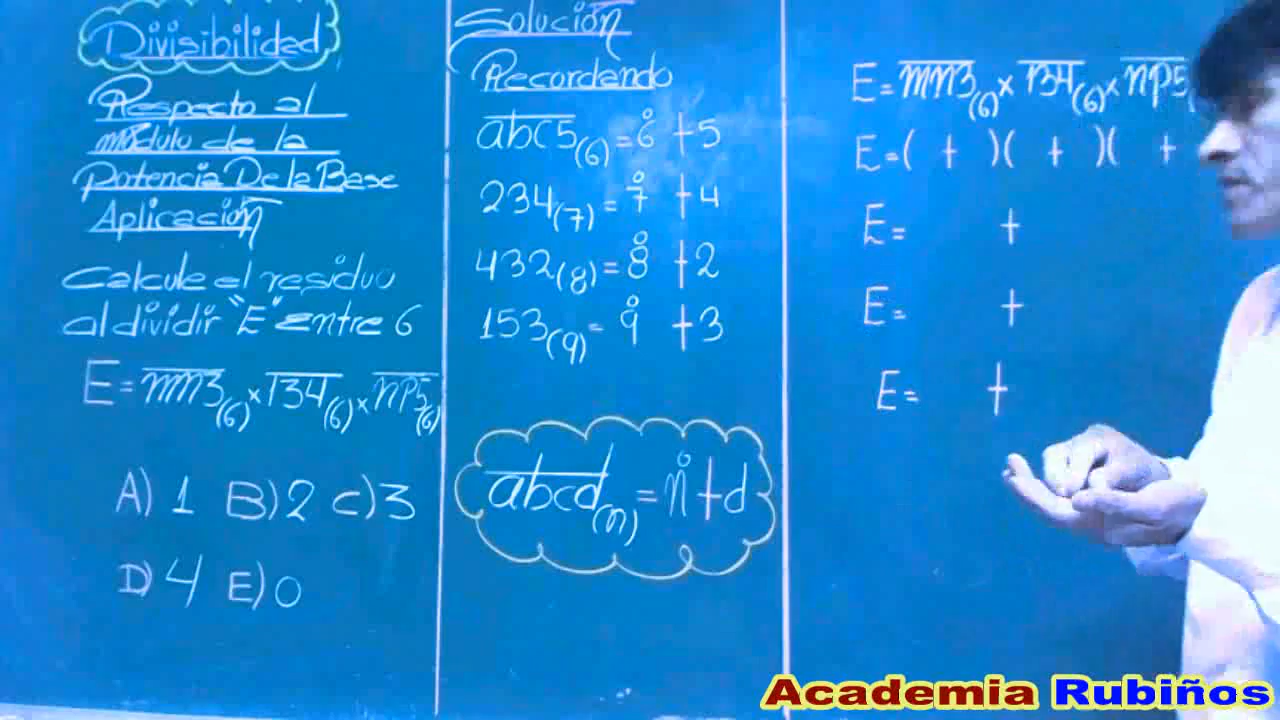 Divisibilidad
Respecto al
módulo de la
Potencia De la Base
Aplicación
Calcule el residuo
al dividir "E" entre 6
E = mn3(6) × 134(6) × np5(6)
A) 1 B) 2 C) 3
D) 4 E) 0
Solución
Recordando
abc5(6) = 6̊ + 5
234(7) = 7̊ + 4
432(8) = 8̊ + 2
153(9) = 9̊ + 3
abcd(n) = n̊ + d
E = mn3(6) × 134(6) × np5(
E = ( + )( + )( +
E = +
E = +
E = +
Academia Rubiños